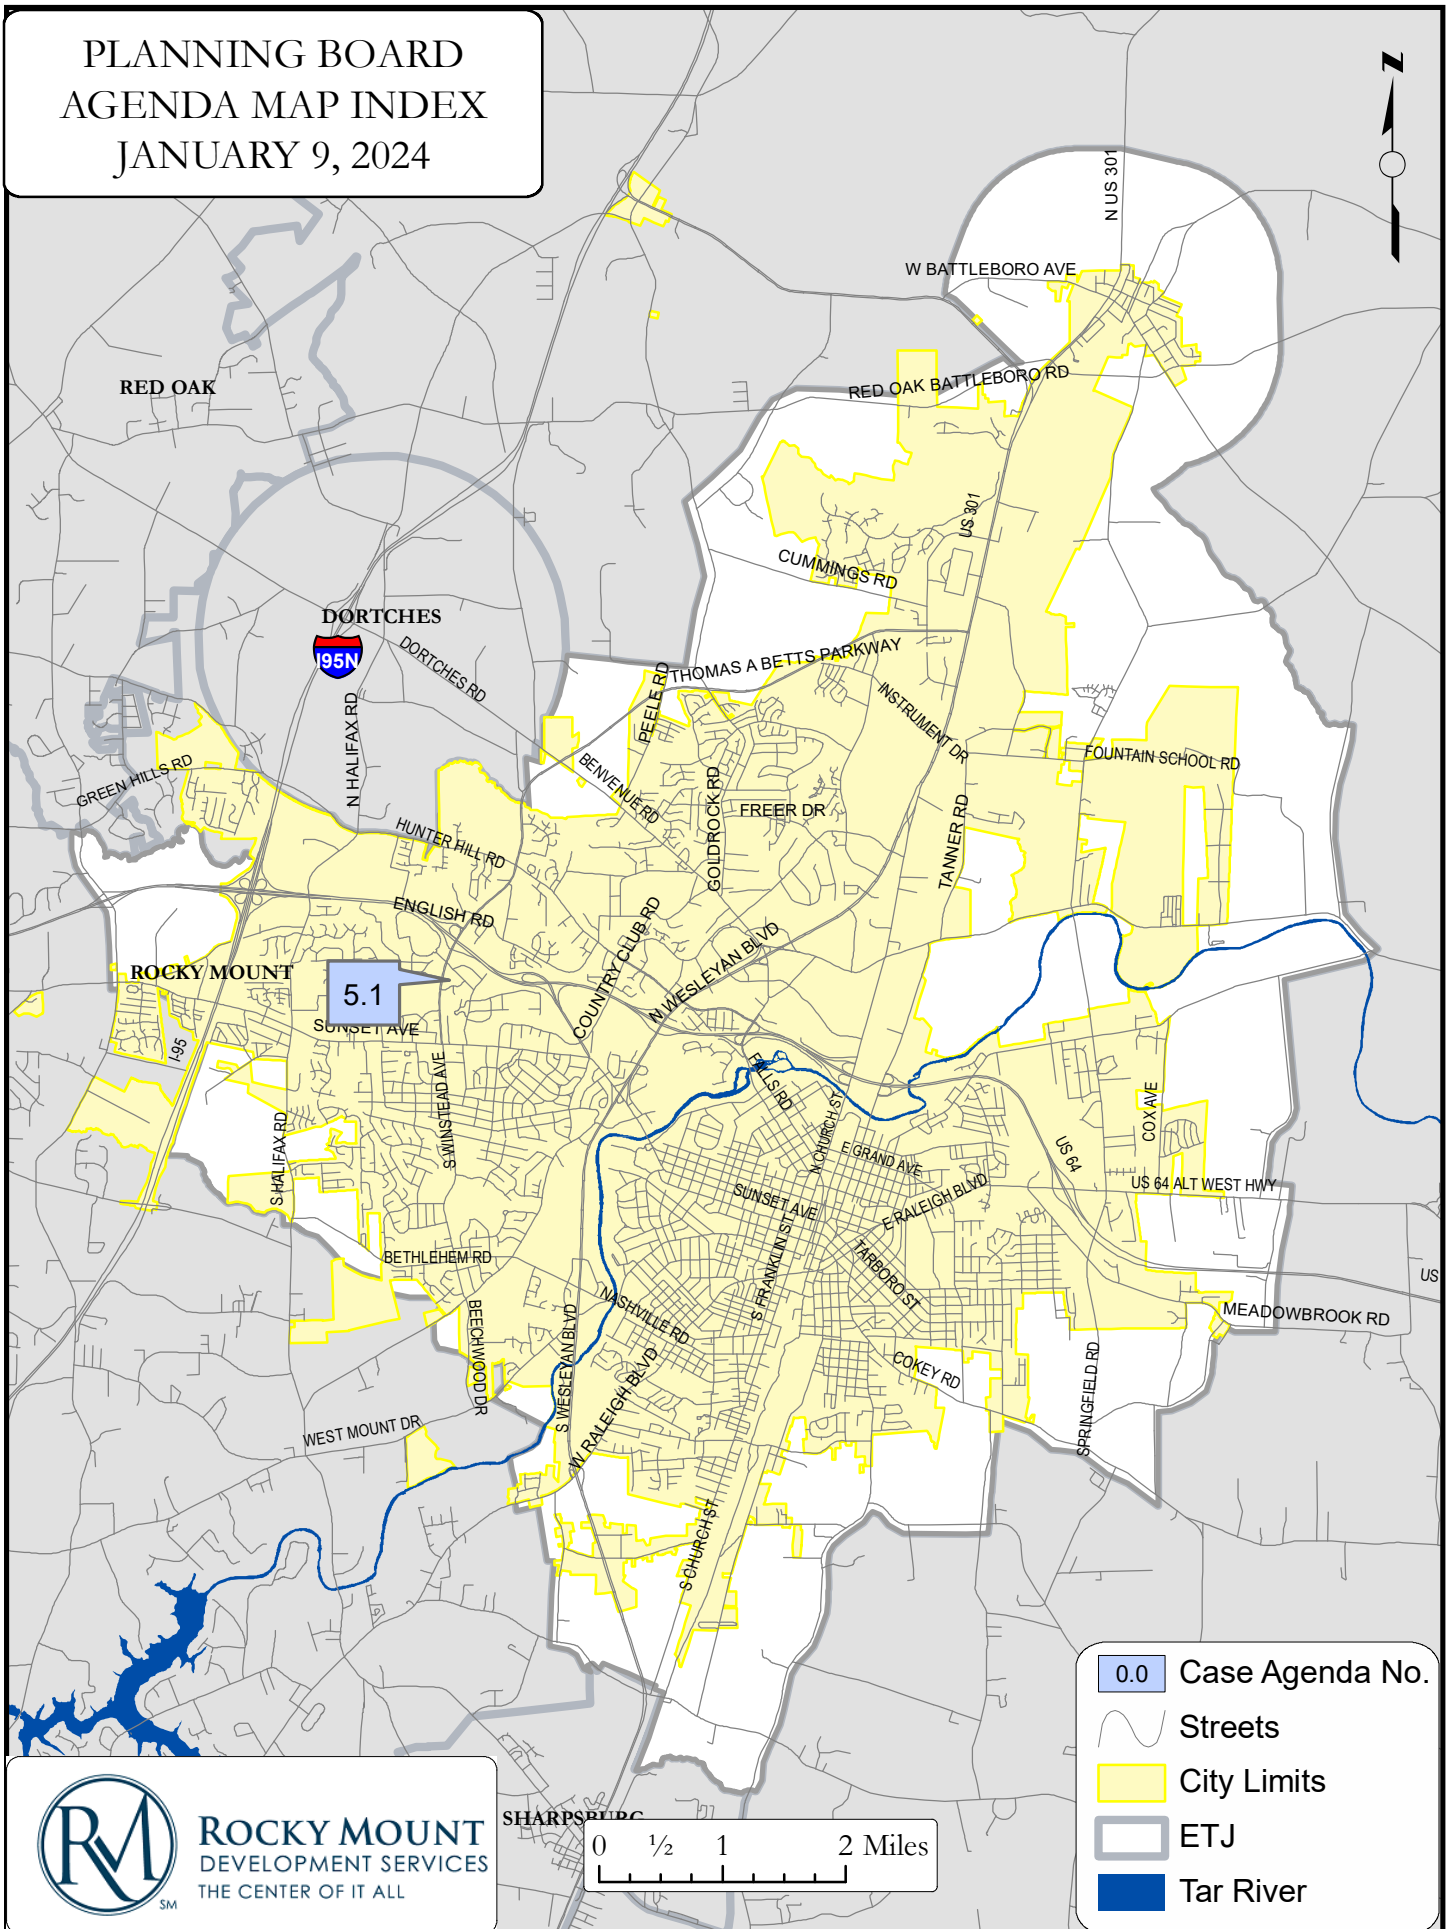 PLANNING BOARD
AGENDA MAP INDEX
JANUARY 9, 2024
Z
N US 301
W BATTLEBORO AVE
RED OAK
RED OAK BATTLEBORO RD
US 301
CUMMINGS RD
DORTCHES
I95N
DORTCHES RD
THOMAS A BETTS PARKWAY
PEELE RD
N HALIFAX RD
INSTRUMENT DR
FOUNTAIN SCHOOL RD
GREEN HILLS RD
BENVENUE RD
GOLDROCK RD
FREER DR
TANNER RD
HUNTER HILL RD
ENGLISH RD
COUNTRY CLUB RD
N WESLEYAN BLVD
ROCKY MOUNT
5.1
SUNSET AVE
I-95
S WINSTEAD AVE
FALLS RD
N CHURCH ST
COX AVE
S HALIFAX RD
E GRAND AVE
US 64
US 64 ALT WEST HWY
SUNSET AVE
E RALEIGH BLVD
S FRANKLIN ST
TARBORO ST
BETHLEHEM RD
US
BEECHWOOD DR
NASHVILLE RD
MEADOWBROOK RD
S WESLEYAN BLVD
W RALEIGH BLVD
COKEY RD
SPRINGFIELD RD
WEST MOUNT DR
S CHURCH ST
SHARPSBURG
0 ½ 1 2 Miles
0.0 Case Agenda No.
Streets
City Limits
ETJ
Tar River
RM
SM
ROCKY MOUNT
DEVELOPMENT SERVICES
THE CENTER OF IT ALL